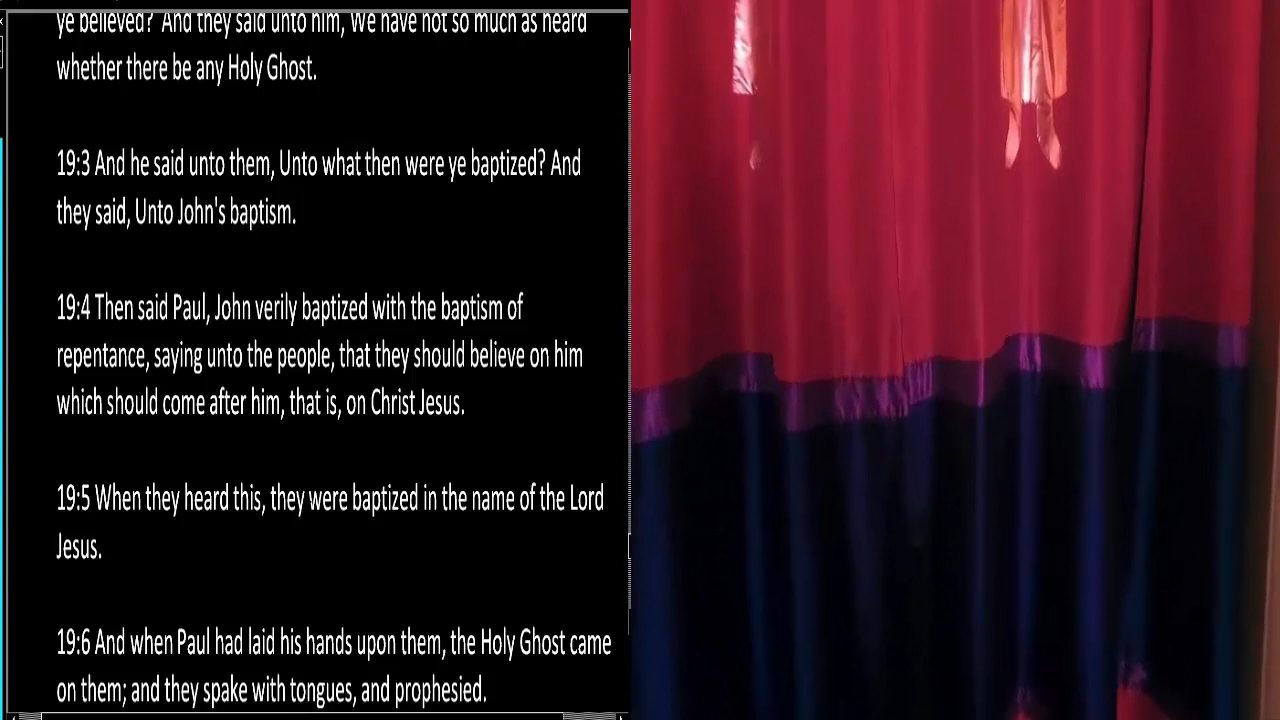 ye believed? And they said unto him, We have not so much as heard
whether there be any Holy Ghost.
19:3 And he said unto them, Unto what then were ye baptized? And
they said, Unto John's baptism.
19:4 Then said Paul, John verily baptized with the baptism of
repentance, saying unto the people, that they should believe on him
which should come after him, that is, on Christ Jesus.
19:5 When they heard this, they were baptized in the name of the Lord
Jesus.
19:6 And when Paul had laid his hands upon them, the Holy Ghost came
on them; and they spake with tongues, and prophesied.